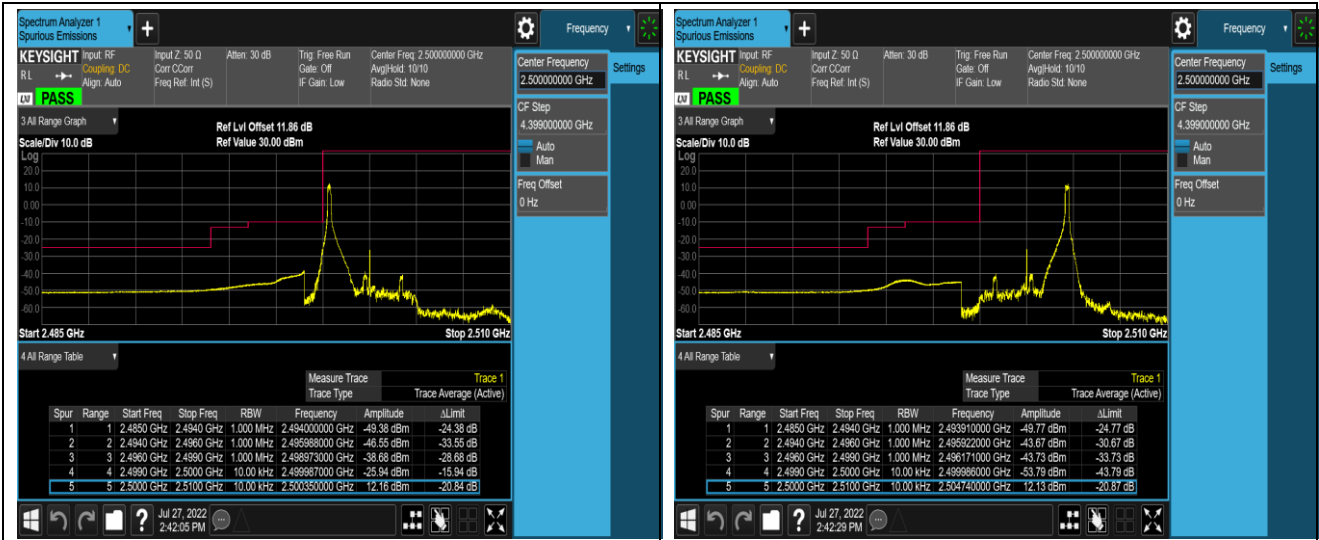 Spectrum Analyzer 1
Spurious Emissions
+
Frequency
KEYSIGHT
Input: RF
Coupling: DC
Align: Auto
Input Z: 50 Ω
Corr CCorr
Freq Ref: Int (S)
Atten: 30 dB
Trig: Free Run
Gate: Off
IF Gain: Low
Center Freq: 2.500000000 GHz
Avg|Hold: 10/10
Radio Std: None
RL
LXI
PASS
Center Frequency
2.500000000 GHz
Settings
CF Step
4.399000000 GHz
Auto
Man
Freq Offset
0 Hz
3 All Range Graph
Ref Lvl Offset 11.86 dB
Scale/Div 10.0 dB
Ref Value 30.00 dBm
Log
20.0
10.0
0.00
-10.0
-20.0
-30.0
-40.0
-50.0
-60.0
Start 2.485 GHz
Stop 2.510 GHz
4 All Range Table
Measure Trace Trace 1
Trace Type Trace Average (Active)
Spur Range Start Freq Stop Freq RBW Frequency Amplitude ΔLimit
1 1 2.4850 GHz 2.4940 GHz 1.000 MHz 2.494000000 GHz -49.38 dBm -24.38 dB
2 2 2.4940 GHz 2.4960 GHz 1.000 MHz 2.495988000 GHz -46.55 dBm -33.55 dB
3 3 2.4960 GHz 2.4990 GHz 1.000 MHz 2.498973000 GHz -38.68 dBm -28.68 dB
4 4 2.4990 GHz 2.5000 GHz 10.00 kHz 2.499987000 GHz -25.94 dBm -15.94 dB
5 5 2.5000 GHz 2.5100 GHz 10.00 kHz 2.500350000 GHz 12.16 dBm -20.84 dB
?
Jul 27, 2022
2:42:05 PM
Spectrum Analyzer 1
Spurious Emissions
+
Frequency
KEYSIGHT
Input: RF
Coupling: DC
Align: Auto
Input Z: 50 Ω
Corr CCorr
Freq Ref: Int (S)
Atten: 30 dB
Trig: Free Run
Gate: Off
IF Gain: Low
Center Freq: 2.500000000 GHz
Avg|Hold: 10/10
Radio Std: None
RL
LXI
PASS
Center Frequency
2.500000000 GHz
Settings
CF Step
4.399000000 GHz
Auto
Man
Freq Offset
0 Hz
3 All Range Graph
Ref Lvl Offset 11.86 dB
Scale/Div 10.0 dB
Ref Value 30.00 dBm
Log
20.0
10.0
0.00
-10.0
-20.0
-30.0
-40.0
-50.0
-60.0
Start 2.485 GHz
Stop 2.510 GHz
4 All Range Table
Measure Trace Trace 1
Trace Type Trace Average (Active)
Spur Range Start Freq Stop Freq RBW Frequency Amplitude ΔLimit
1 1 2.4850 GHz 2.4940 GHz 1.000 MHz 2.493910000 GHz -49.77 dBm -24.77 dB
2 2 2.4940 GHz 2.4960 GHz 1.000 MHz 2.495922000 GHz -43.67 dBm -30.67 dB
3 3 2.4960 GHz 2.4990 GHz 1.000 MHz 2.496171000 GHz -43.73 dBm -33.73 dB
4 4 2.4990 GHz 2.5000 GHz 10.00 kHz 2.499986000 GHz -53.79 dBm -43.79 dB
5 5 2.5000 GHz 2.5100 GHz 10.00 kHz 2.504740000 GHz 12.13 dBm -20.87 dB
?
Jul 27, 2022
2:42:29 PM